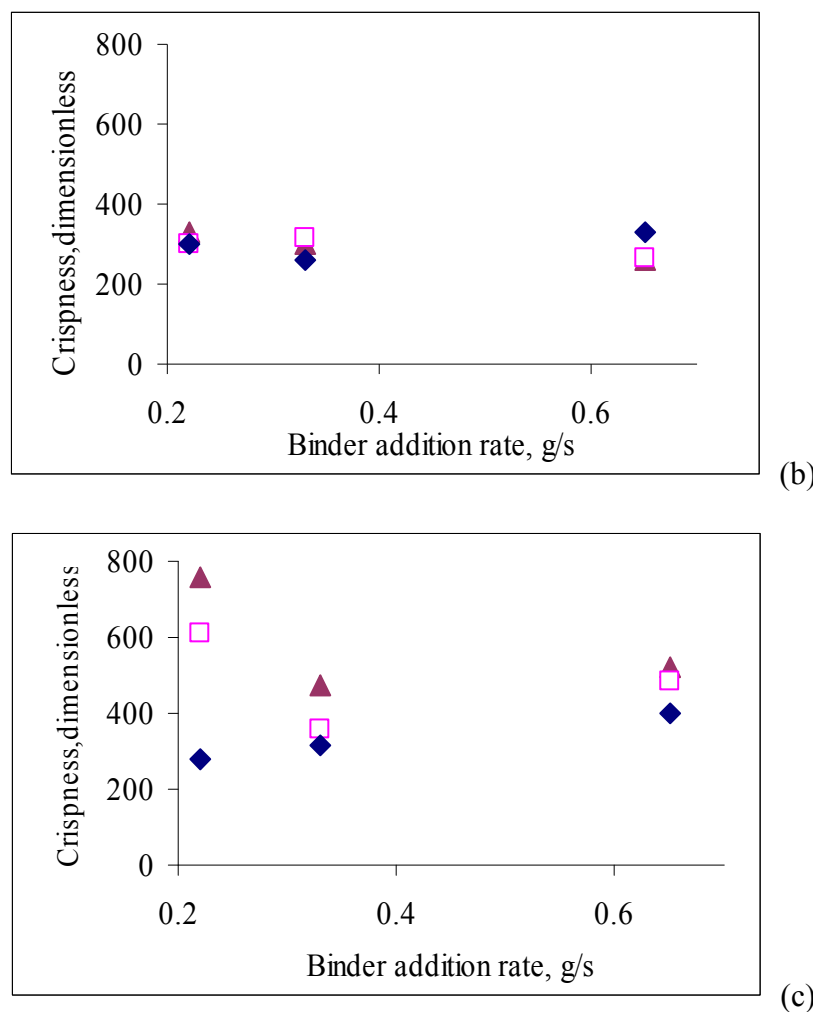 800
600
400
200
0
Crispness,dimensionless
0.2 0.4 0.6
Binder addition rate, g/s
(b)
800
600
400
200
0
Crispness,dimensionless
0.2 0.4 0.6
Binder addition rate, g/s
(c)